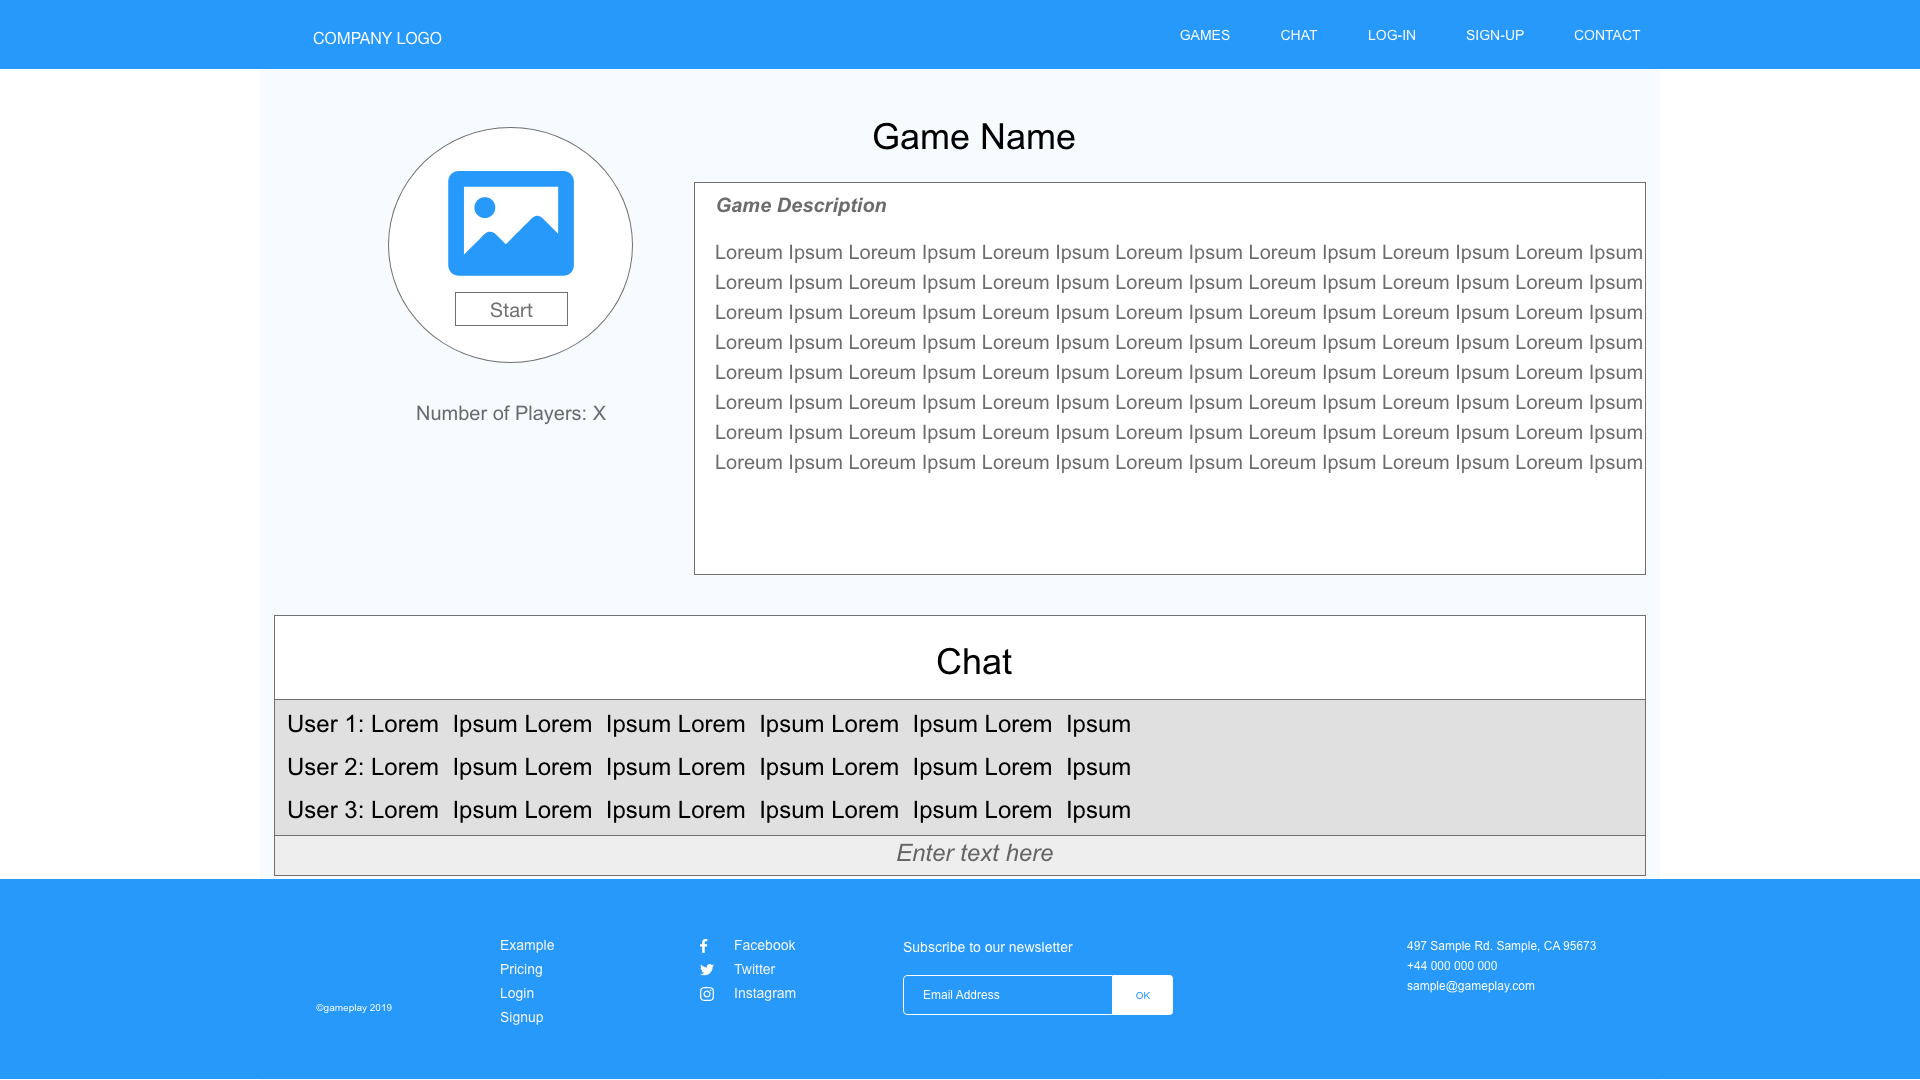 COMPANY LOGO
GAMES CHAT LOG-IN SIGN-UP CONTACT
Game Name
Start
Number of Players: X
Game Description
Loreum Ipsum Loreum Ipsum Loreum Ipsum Loreum Ipsum Loreum Ipsum Loreum Ipsum Loreum Ipsum
Loreum Ipsum Loreum Ipsum Loreum Ipsum Loreum Ipsum Loreum Ipsum Loreum Ipsum Loreum Ipsum
Loreum Ipsum Loreum Ipsum Loreum Ipsum Loreum Ipsum Loreum Ipsum Loreum Ipsum Loreum Ipsum
Loreum Ipsum Loreum Ipsum Loreum Ipsum Loreum Ipsum Loreum Ipsum Loreum Ipsum Loreum Ipsum
Loreum Ipsum Loreum Ipsum Loreum Ipsum Loreum Ipsum Loreum Ipsum Loreum Ipsum Loreum Ipsum
Loreum Ipsum Loreum Ipsum Loreum Ipsum Loreum Ipsum Loreum Ipsum Loreum Ipsum Loreum Ipsum
Loreum Ipsum Loreum Ipsum Loreum Ipsum Loreum Ipsum Loreum Ipsum Loreum Ipsum Loreum Ipsum
Loreum Ipsum Loreum Ipsum Loreum Ipsum Loreum Ipsum Loreum Ipsum Loreum Ipsum Loreum Ipsum
Chat
User 1: Lorem Ipsum Lorem Ipsum Lorem Ipsum Lorem Ipsum Lorem Ipsum
User 2: Lorem Ipsum Lorem Ipsum Lorem Ipsum Lorem Ipsum Lorem Ipsum
User 3: Lorem Ipsum Lorem Ipsum Lorem Ipsum Lorem Ipsum Lorem Ipsum
Enter text here
©gameplay 2019
Example
Pricing
Login
Signup
Facebook
Twitter
Instagram
Subscribe to our newsletter
Email Address OK
497 Sample Rd. Sample, CA 95673
+44 000 000 000
sample@gameplay.com